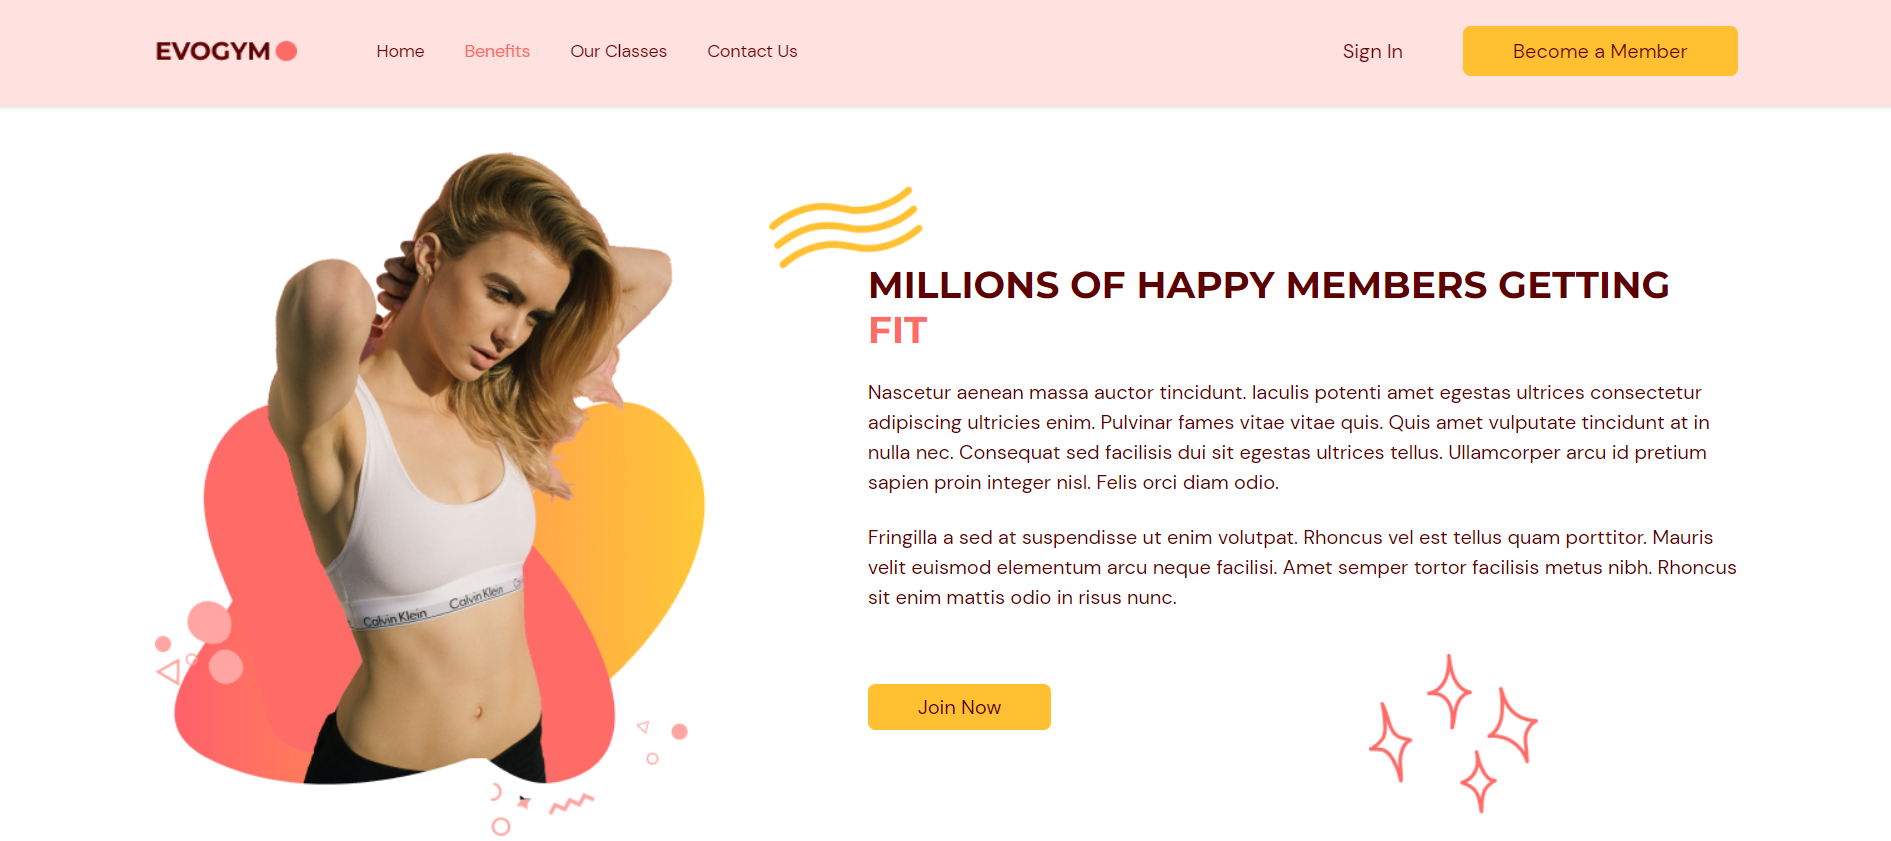 EVOGYM
Home
Benefits
Our Classes
Contact Us
Sign In
Become a Member
MILLIONS OF HAPPY MEMBERS GETTING
FIT
Nascetur aenean massa auctor tincidunt. Iaculis potenti amet egestas ultrices consectetur
adipiscing ultricies enim. Pulvinar fames vitae vitae quis. Quis amet vulputate tincidunt at in
nulla nec. Consequat sed facilisis dui sit egestas ultrices tellus. Ullamcorper arcu id pretium
sapien proin integer nisl. Felis orci diam odio.
Fringilla a sed at suspendisse ut enim volutpat. Rhoncus vel est tellus quam porttitor. Mauris
velit euismod elementum arcu neque facilisi. Amet semper tortor facilisis metus nibh. Rhoncus
sit enim mattis odio in risus nunc.
Join Now
Calvin Klein Calvin Klein